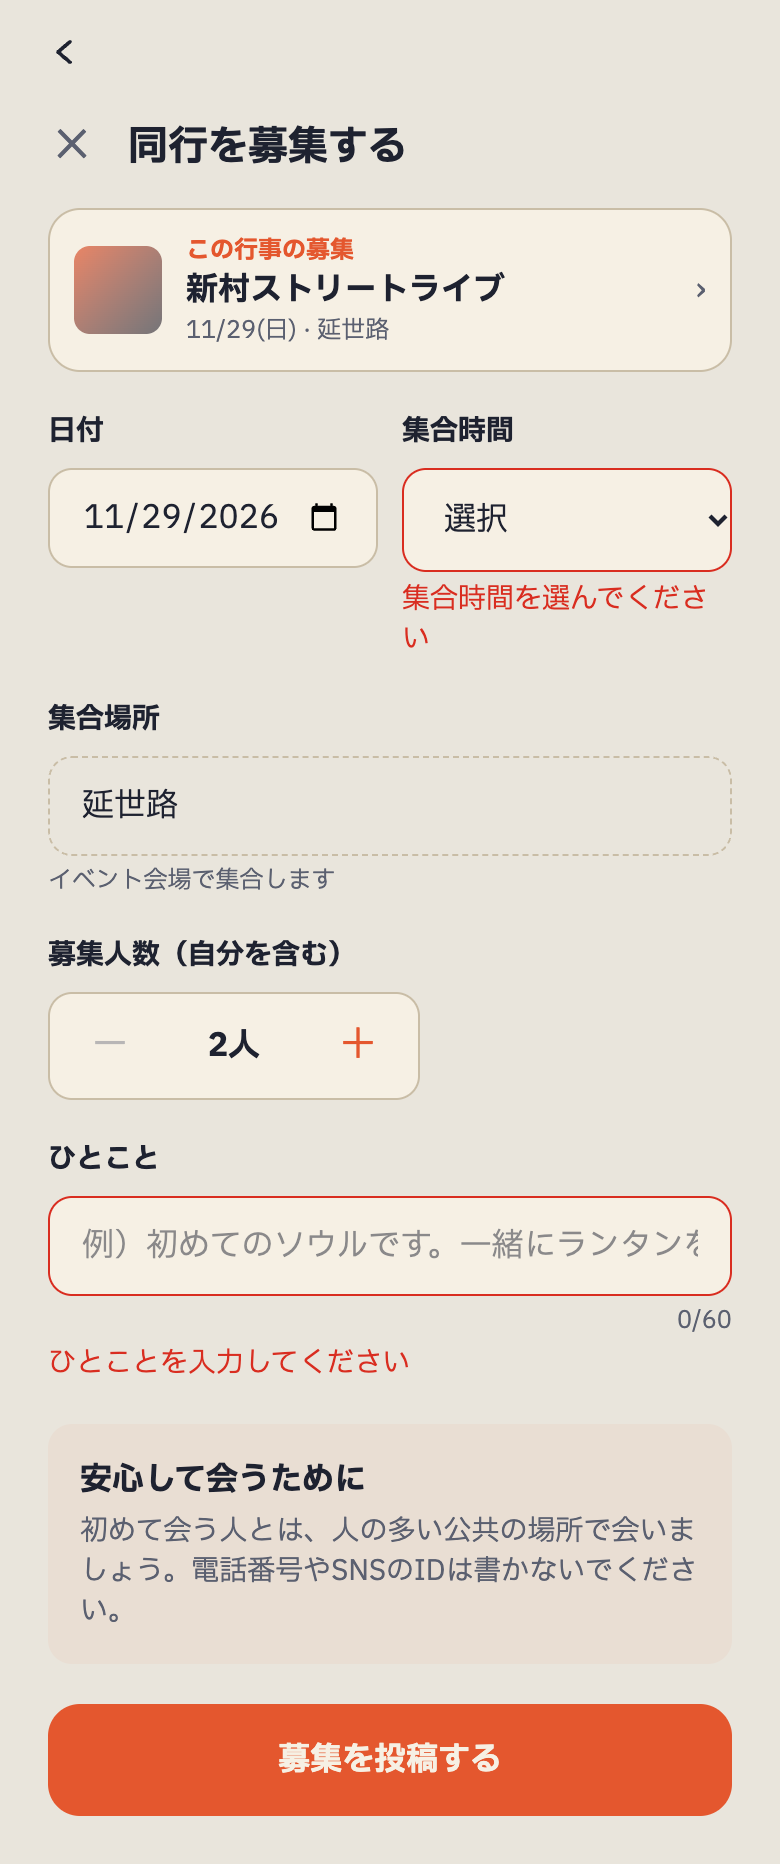 同行を募集する
この行事の募集
新村ストリートライブ
11/29(日) · 延世路
日付
集合時間
11/29/2026
選択
集合時間を選んでくださ
い
集合場所
延世路
イベント会場で集合します
募集人数（自分を含む）
2人
ひとこと
例）初めてのソウルです。一緒にランタンを
0/60
ひとことを入力してください
安心して会うために
初めて会う人とは、人の多い公共の場所で会いま
しょう。電話番号やSNSのIDは書かないでくださ
い。
募集を投稿する